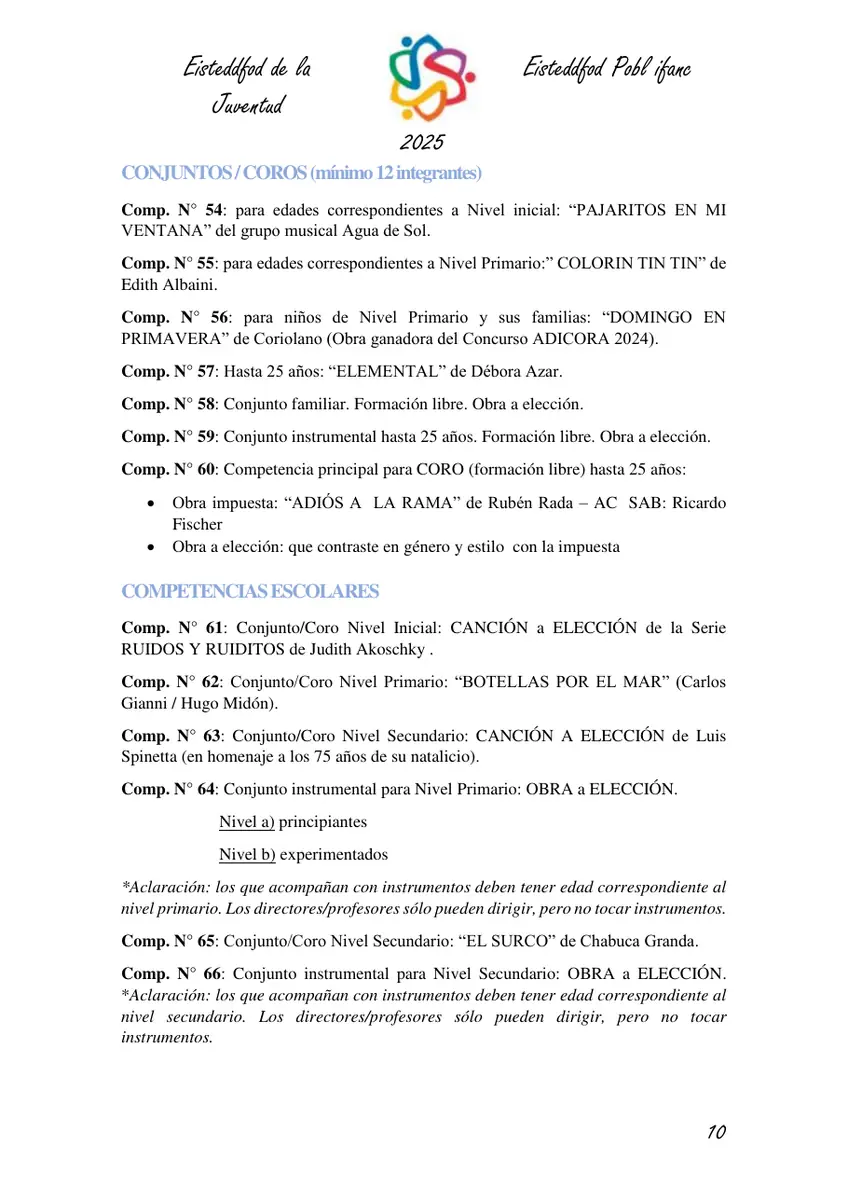 Eisteddfod de la
Juventud
Eisteddfod Pobl ifanc
2025
CONJUNTOS / COROS (mínimo 12 integrantes)
Comp. N° 54: para edades correspondientes a Nivel inicial: “PAJARITOS EN MI
VENTANA” del grupo musical Agua de Sol.
Comp. N° 55: para edades correspondientes a Nivel Primario:” COLORIN TIN TIN” de
Edith Albaini.
Comp. N° 56: para niños de Nivel Primario y sus familias: “DOMINGO EN
PRIMAVERA” de Coriolano (Obra ganadora del Concurso ADICORA 2024).
Comp. N° 57: Hasta 25 años: “ELEMENTAL” de Débora Azar.
Comp. N° 58: Conjunto familiar. Formación libre. Obra a elección.
Comp. N° 59: Conjunto instrumental hasta 25 años. Formación libre. Obra a elección.
Comp. N° 60: Competencia principal para CORO (formación libre) hasta 25 años:
• Obra impuesta: “ADIÓS A LA RAMA” de Rubén Rada – AC SAB: Ricardo
Fischer
• Obra a elección: que contraste en género y estilo con la impuesta
COMPETENCIAS ESCOLARES
Comp. N° 61: Conjunto/Coro Nivel Inicial: CANCIÓN a ELECCIÓN de la Serie
RUIDOS Y RUIDITOS de Judith Akoschky .
Comp. N° 62: Conjunto/Coro Nivel Primario: “BOTELLAS POR EL MAR” (Carlos
Gianni / Hugo Midón).
Comp. N° 63: Conjunto/Coro Nivel Secundario: CANCIÓN A ELECCIÓN de Luis
Spinetta (en homenaje a los 75 años de su natalicio).
Comp. N° 64: Conjunto instrumental para Nivel Primario: OBRA a ELECCIÓN.
Nivel a) principiantes
Nivel b) experimentados
*Aclaración: los que acompañan con instrumentos deben tener edad correspondiente al
nivel primario. Los directores/profesores sólo pueden dirigir, pero no tocar instrumentos.
Comp. N° 65: Conjunto/Coro Nivel Secundario: “EL SURCO” de Chabuca Granda.
Comp. N° 66: Conjunto instrumental para Nivel Secundario: OBRA a ELECCIÓN.
*Aclaración: los que acompañan con instrumentos deben tener edad correspondiente al
nivel secundario. Los directores/profesores sólo pueden dirigir, pero no tocar
instrumentos.
10